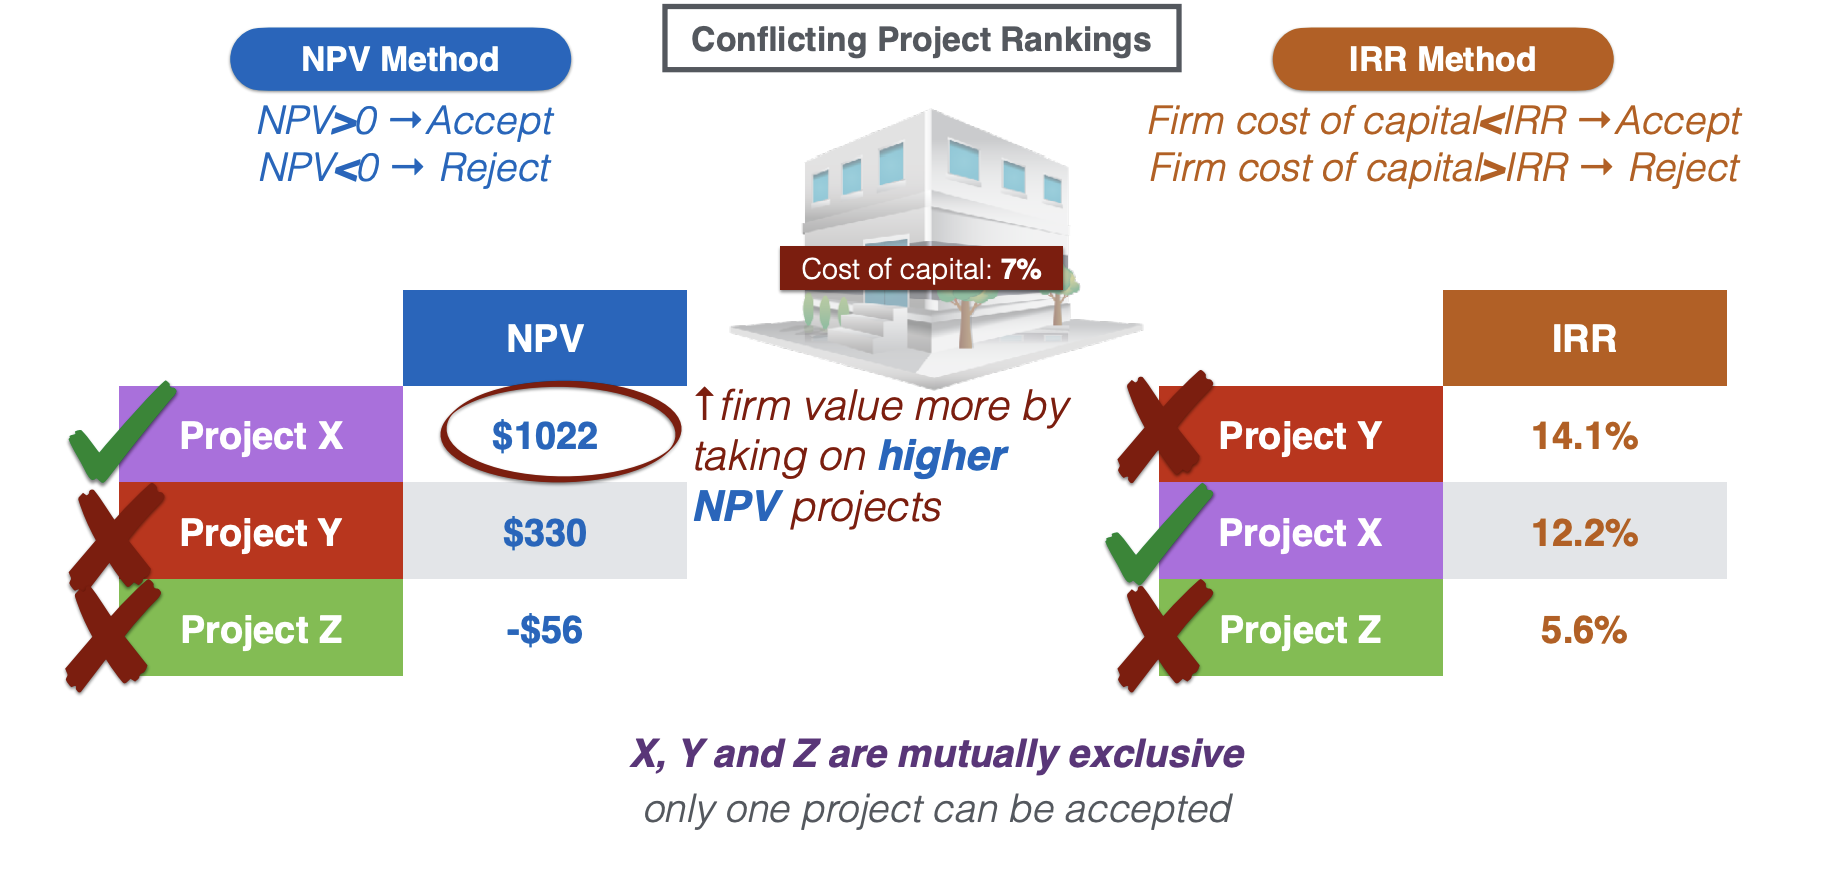 Conflicting Project Rankings
NPV Method
NPV>0 →Accept
NPV<0 → Reject
IRR Method
Firm cost of capital<IRR →Accept
Firm cost of capital>IRR → Reject
Cost of capital: 7%
NPV
Project X $1022
Project Y $330
Project Z -$56
↑firm value more by
taking on higher
NPV projects
IRR
Project Y 14.1%
Project X 12.2%
Project Z 5.6%
X, Y and Z are mutually exclusive
only one project can be accepted